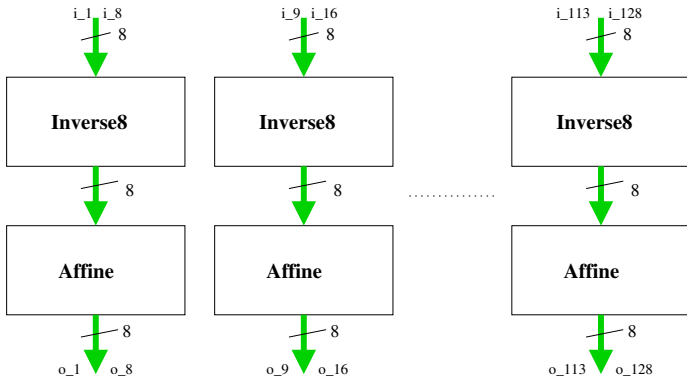 i_1 i_8 i_9 i_16 i_113 i_128
8 8 8
Inverse8 Inverse8 Inverse8
8 8 8
Affine Affine Affine
8 8 8
o_1 o_8 o_9 o_16 o_113 o_128